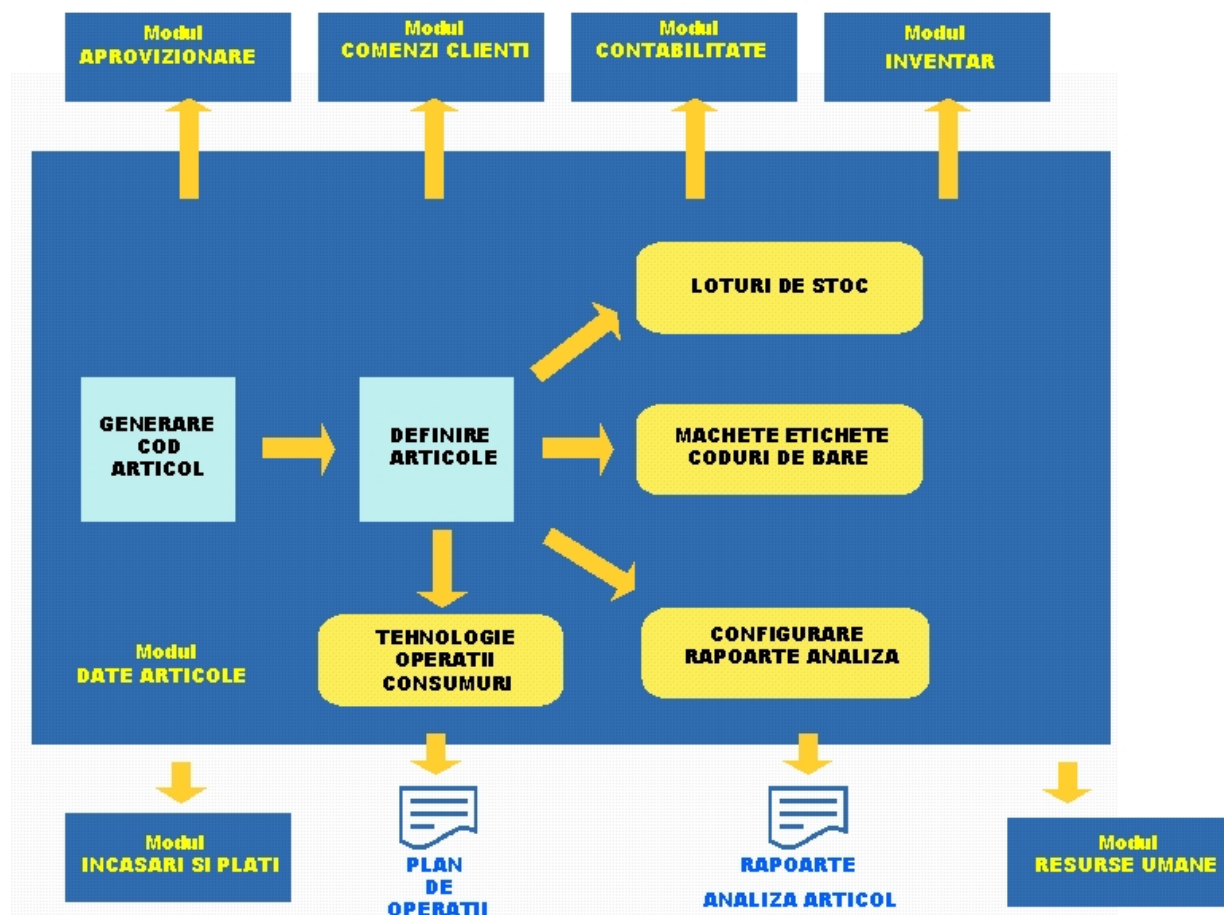 Modul
APROVIZIONARE
Modul
COMENZI CLIENTI
Modul
CONTABILITATE
Modul
INVENTAR
LOTURI DE STOC
GENERARE
COD
ARTICOL
DEFINIRE
ARTICOLE
MACHETE ETICHETE
CODURI DE BARE
Modul
DATE ARTICOLE
TEHNOLOGIE
OPERATII
CONSUMURI
CONFIGURARE
RAPOARTE ANALIZA
Modul
INCASARI SI PLATI
PLAN
DE
OPERATII
RAPOARTE
ANALIZA ARTICOL
Modul
RESURSE UMANE